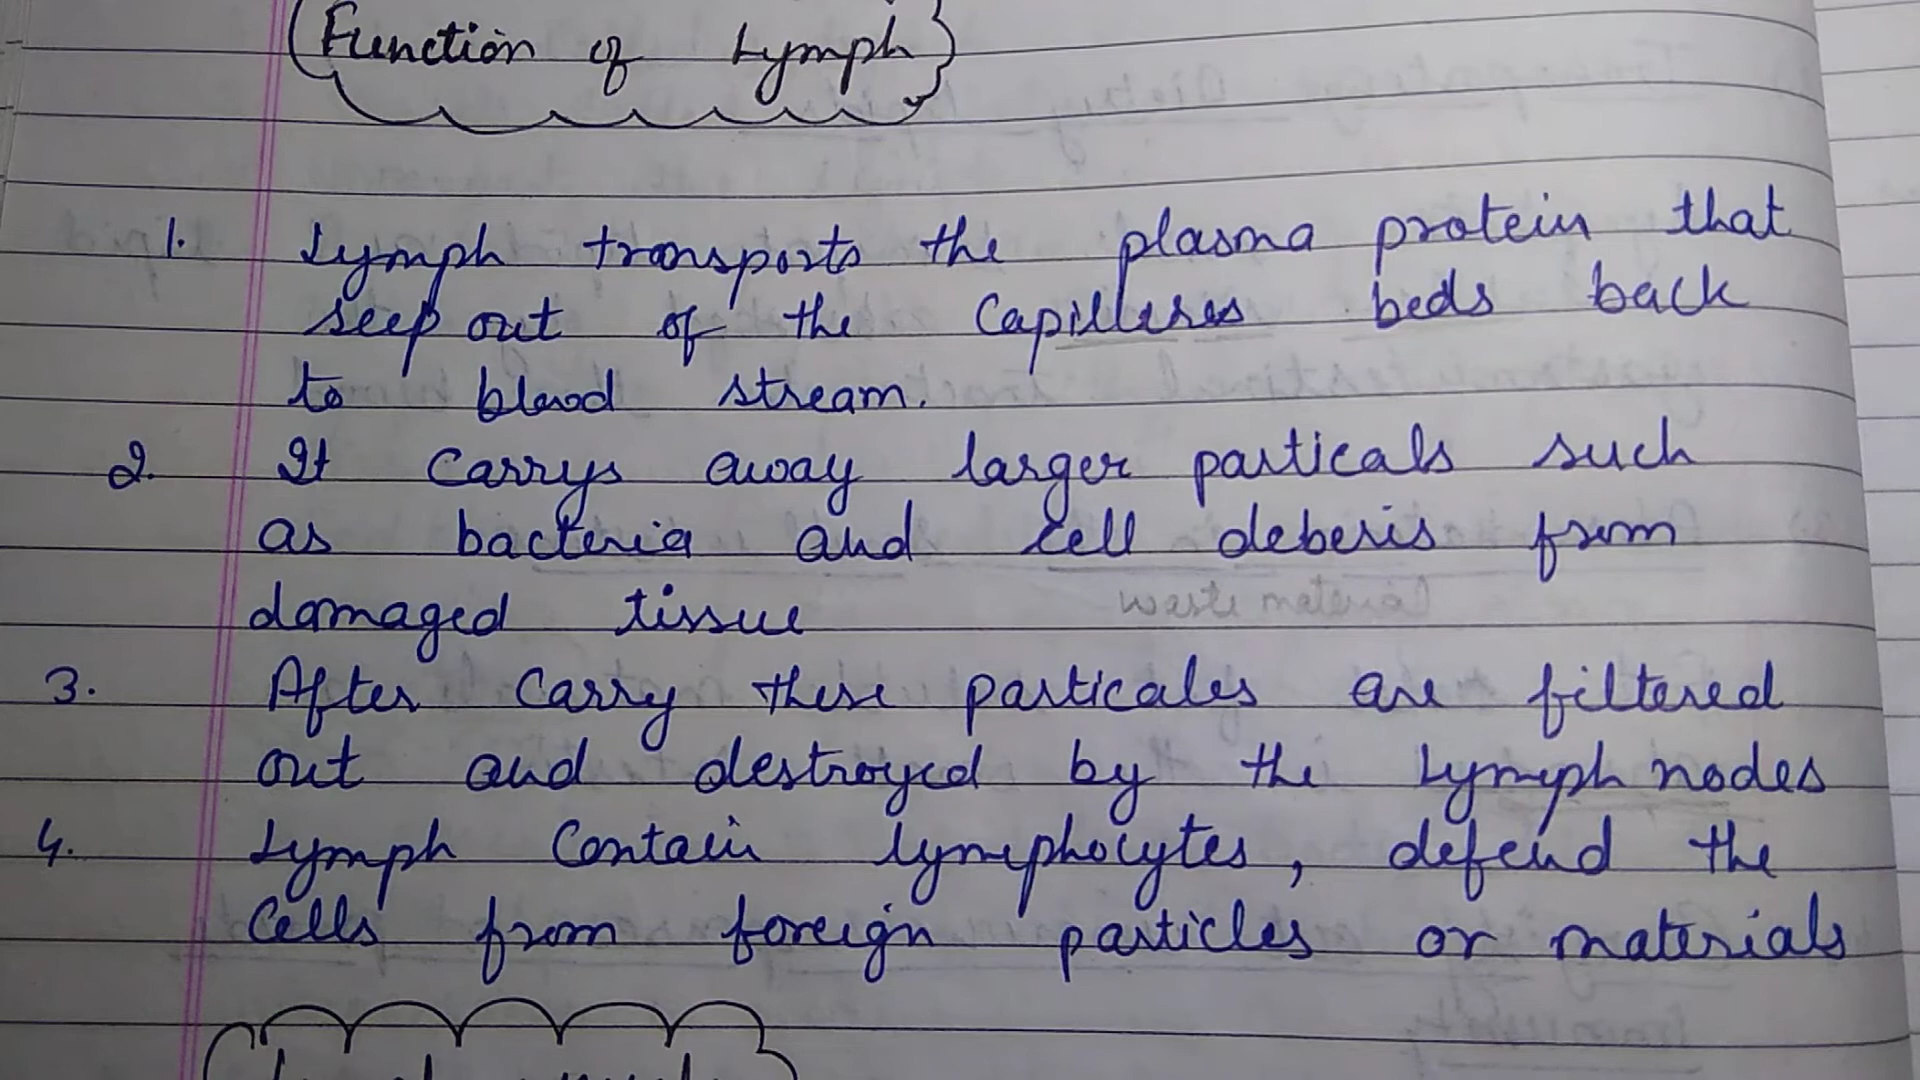 Function of Lymph
1. Lymph transports the plasma protein that
seep out of the Capilleres beds back
to blood stream.
2. It carrys away larger particals such
as bacteria and cell deberis from
waste material
damaged tissue
3. After carry these particales are filtered
out and destroyed by the lymph nodes
4. Lymph Contain lymphocytes, defend the
Cells from foreign particles or materials